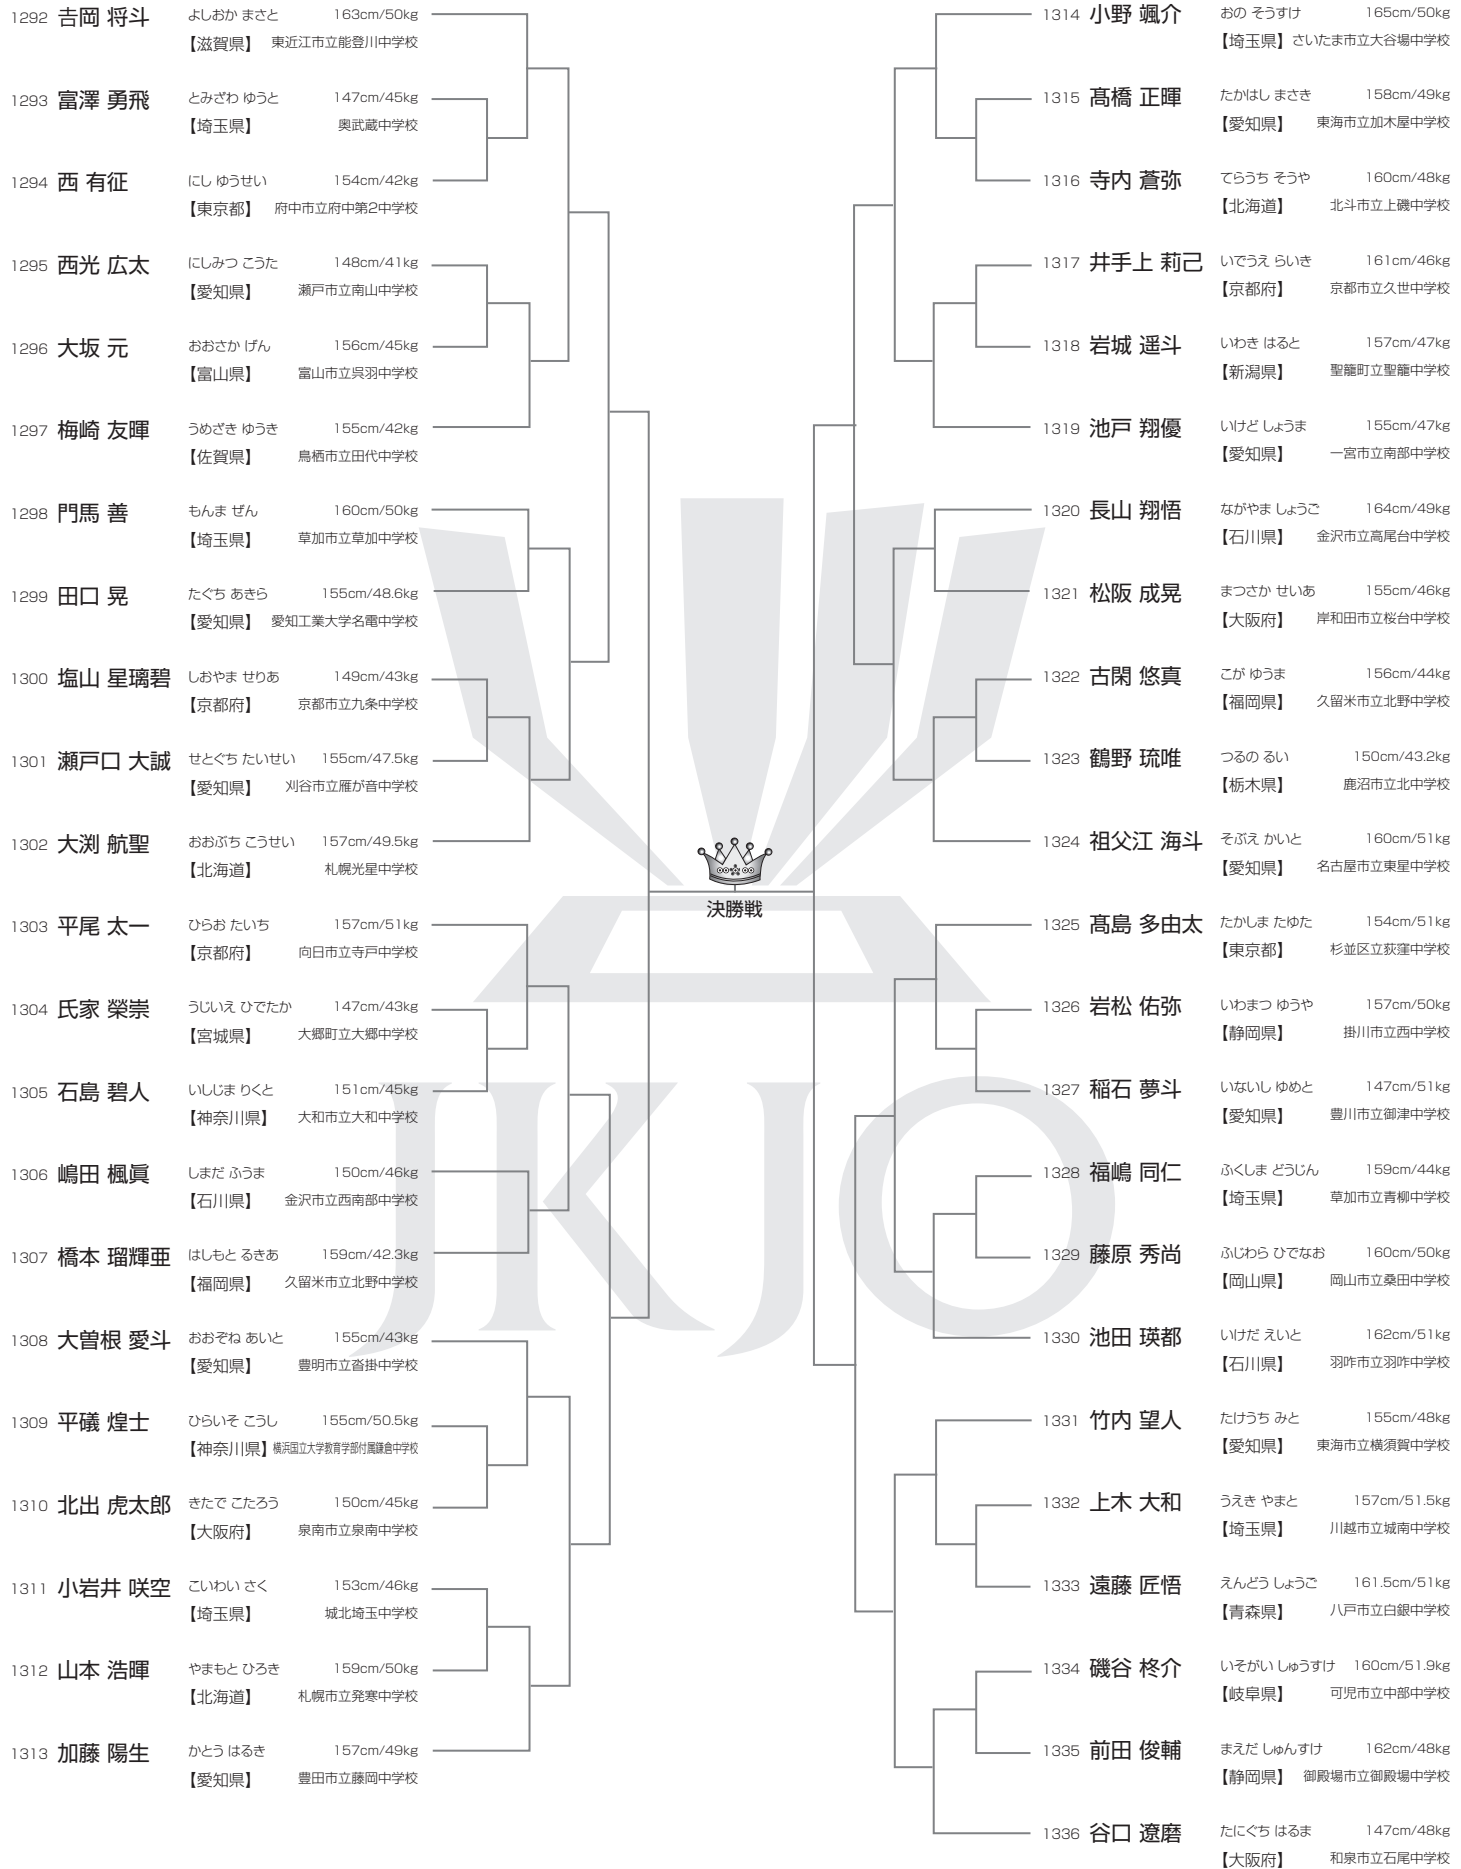 1292 𠮷岡 将斗 よしおか まさと 163cm/50kg
【滋賀県】 東近江市立能登川中学校
1293 富澤 勇飛 とみざわ ゆうと 147cm/45kg
【埼玉県】 奥武蔵中学校
1294 西 有征 にし ゆうせい 154cm/42kg
【東京都】 府中市立府中第2中学校
1295 西光 広太 にしみつ こうた 148cm/41kg
【愛知県】 瀬戸市立南山中学校
1296 大坂 元 おおさか げん 156cm/45kg
【富山県】 富山市立呉羽中学校
1297 梅崎 友暉 うめざき ゆうき 155cm/42kg
【佐賀県】 鳥栖市立田代中学校
1298 門馬 善 もんま ぜん 160cm/50kg
【埼玉県】 草加市立草加中学校
1299 田口 晃 たぐち あきら 155cm/48.6kg
【愛知県】 愛知工業大学名電中学校
1300 塩山 星璃碧 しおやま せりあ 149cm/43kg
【京都府】 京都市立九条中学校
1301 瀬戸口 大誠 せとぐち たいせい 155cm/47.5kg
【愛知県】 刈谷市立雁が音中学校
1302 大渕 航聖 おおぶち こうせい 157cm/49.5kg
【北海道】 札幌光星中学校
1303 平尾 太一 ひらお たいち 157cm/51kg
【京都府】 向日市立寺戸中学校
1304 氏家 榮崇 うじいえ ひでたか 147cm/43kg
【宮城県】 大郷町立大郷中学校
1305 石島 碧人 いしじま りくと 151cm/45kg
【神奈川県】 大和市立大和中学校
1306 嶋田 楓眞 しまだ ふうま 150cm/46kg
【石川県】 金沢市立西南部中学校
1307 橋本 瑠輝亜 はしもと るきあ 159cm/42.3kg
【福岡県】 久留米市立北野中学校
1308 大曽根 愛斗 おおぞね あいと 155cm/43kg
【愛知県】 豊明市立沓掛中学校
1309 平礒 煌士 ひらいそ こうし 155cm/50.5kg
【神奈川県】 横浜国立大学教育学部付属鎌倉中学校
1310 北出 虎太郎 きたで こたろう 150cm/45kg
【大阪府】 泉南市立泉南中学校
1311 小岩井 咲空 こいわい さく 153cm/46kg
【埼玉県】 城北埼玉中学校
1312 山本 浩暉 やまもと ひろき 159cm/50kg
【北海道】 札幌市立発寒中学校
1313 加藤 陽生 かとう はるき 157cm/49kg
【愛知県】 豊田市立藤岡中学校
決勝戦
JKJO
1314 小野 颯介 おの そうすけ 165cm/50kg
【埼玉県】 さいたま市立大谷場中学校
1315 髙橋 正暉 たかはし まさき 158cm/49kg
【愛知県】 東海市立加木屋中学校
1316 寺内 蒼弥 てらうち そうや 160cm/48kg
【北海道】 北斗市立上磯中学校
1317 井手上 莉己 いでうえ らいき 161cm/46kg
【京都府】 京都市立久世中学校
1318 岩城 遥斗 いわき はると 157cm/47kg
【新潟県】 聖籠町立聖籠中学校
1319 池戸 翔優 いけど しょうま 155cm/47kg
【愛知県】 一宮市立南部中学校
1320 長山 翔悟 ながやま しょうご 164cm/49kg
【石川県】 金沢市立高尾台中学校
1321 松阪 成晃 まつさか せいあ 155cm/46kg
【大阪府】 岸和田市立桜台中学校
1322 古閑 悠真 こが ゆうま 156cm/44kg
【福岡県】 久留米市立北野中学校
1323 鶴野 琉唯 つるの るい 150cm/43.2kg
【栃木県】 鹿沼市立北中学校
1324 祖父江 海斗 そぶえ かいと 160cm/51kg
【愛知県】 名古屋市立東星中学校
1325 髙島 多由太 たかしま たゆた 154cm/51kg
【東京都】 杉並区立荻窪中学校
1326 岩松 佑弥 いわまつ ゆうや 157cm/50kg
【静岡県】 掛川市立西中学校
1327 稲石 夢斗 いないし ゆめと 147cm/51kg
【愛知県】 豊川市立御津中学校
1328 福嶋 同仁 ふくしま どうじん 159cm/44kg
【埼玉県】 草加市立青柳中学校
1329 藤原 秀尚 ふじわら ひでなお 160cm/50kg
【岡山県】 岡山市立桑田中学校
1330 池田 瑛都 いけだ えいと 162cm/51kg
【石川県】 羽咋市立羽咋中学校
1331 竹内 望人 たけうち みと 155cm/48kg
【愛知県】 東海市立横須賀中学校
1332 上木 大和 うえき やまと 157cm/51.5kg
【埼玉県】 川越市立城南中学校
1333 遠藤 匠悟 えんどう しょうご 161.5cm/51kg
【青森県】 八戸市立白銀中学校
1334 磯谷 柊介 いそがい しゅうすけ 160cm/51.9kg
【岐阜県】 可児市立中部中学校
1335 前田 俊輔 まえだ しゅんすけ 162cm/48kg
【静岡県】 御殿場市立御殿場中学校
1336 谷口 遼磨 たにぐち はるま 147cm/48kg
【大阪府】 和泉市立石尾中学校